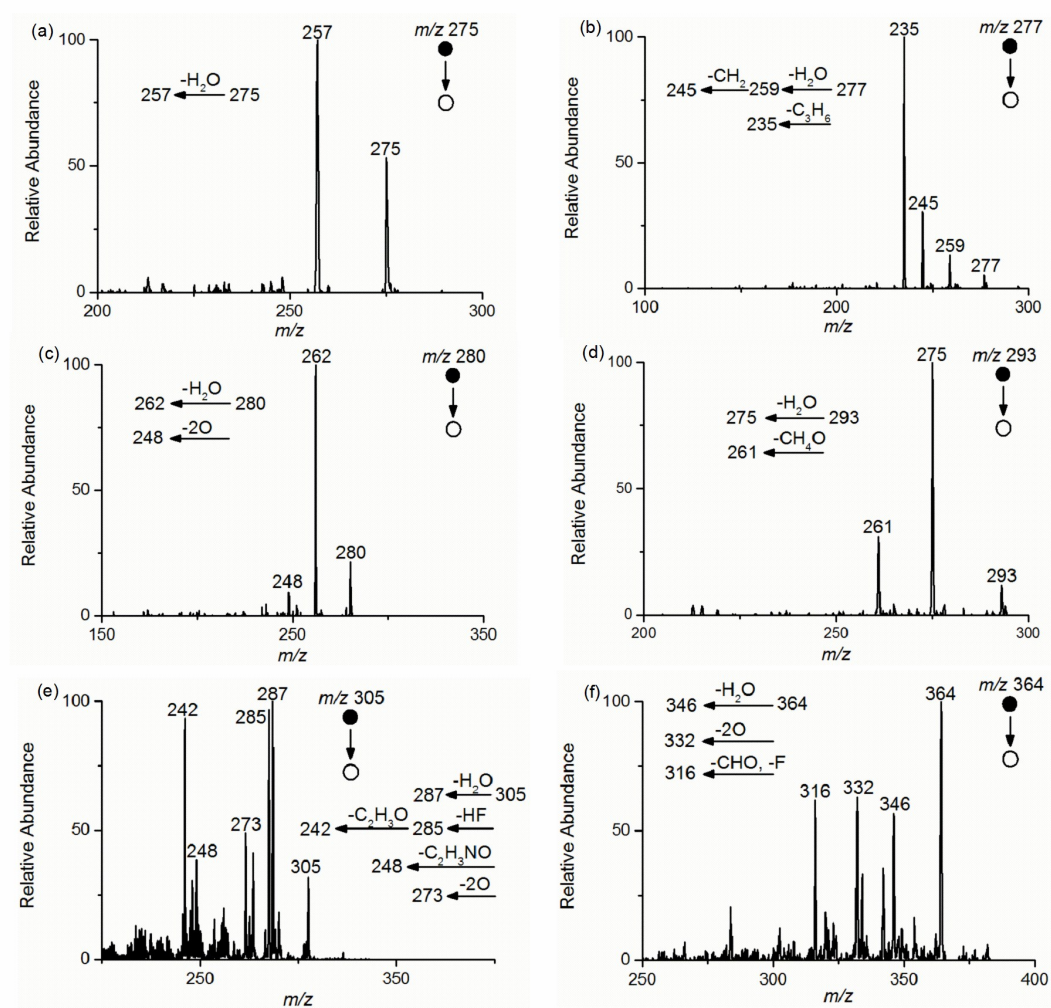 (a)
m/z 275
257
100
-H₂O
257 275
275
50
0
200 250 300
m/z
Relative Abundance
(b)
m/z 277
235
100
-CH₂ -H₂O
245 259 277
-C₃H₆
235
50
245
259
277
0
100 200 300
m/z
Relative Abundance
(c)
m/z 280
262
100
-H₂O
262 280
-2O
248
50
280
248
0
150 250 350
m/z
Relative Abundance
(d)
m/z 293
275
100
-H₂O
275 293
-CH₄O
261
50
261
293
0
200 250 300
m/z
Relative Abundance
(e)
m/z 305
287
242
285
100
-H₂O
287 305
-C₂H₃O -HF
242 285
-C₂H₃NO
248
-2O
273
273
50
248
305
0
250 350
m/z
Relative Abundance
(f)
m/z 364
364
100
-H₂O
346 364
-2O
332
-CHO, -F
316
316
332
346
50
0
250 300 350 400
m/z
Relative Abundance